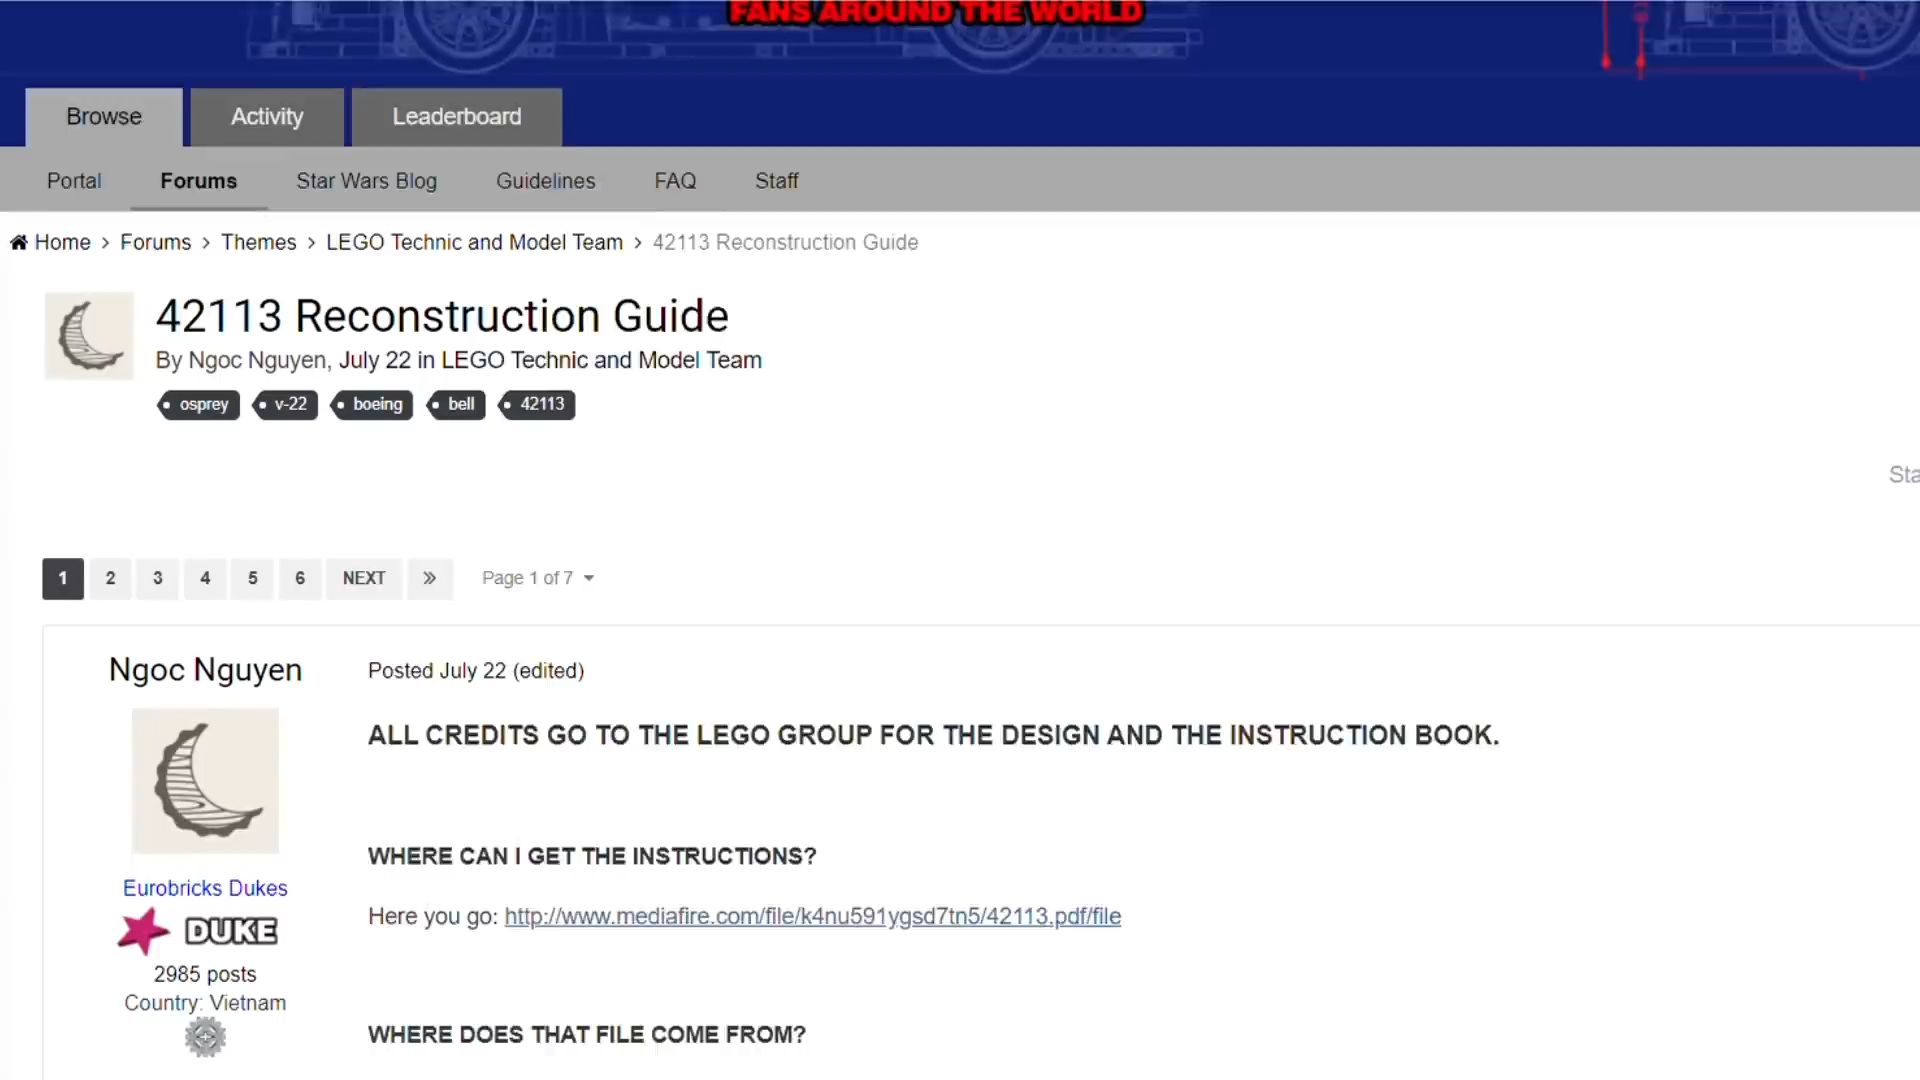 FANS AROUND THE WORLD
Browse
Activity
Leaderboard
Portal
Forums
Star Wars Blog
Guidelines
FAQ
Staff
Home > Forums > Themes > LEGO Technic and Model Team > 42113 Reconstruction Guide
42113 Reconstruction Guide
By Ngoc Nguyen, July 22 in LEGO Technic and Model Team
osprey
v-22
boeing
bell
42113
Sta
1 2 3 4 5 6 NEXT » Page 1 of 7
Ngoc Nguyen
Eurobricks Dukes
DUKE
2985 posts
Country: Vietnam
Posted July 22 (edited)
ALL CREDITS GO TO THE LEGO GROUP FOR THE DESIGN AND THE INSTRUCTION BOOK.
WHERE CAN I GET THE INSTRUCTIONS?
Here you go: http://www.mediafire.com/file/k4nu591ygsd7tn5/42113.pdf/file
WHERE DOES THAT FILE COME FROM?